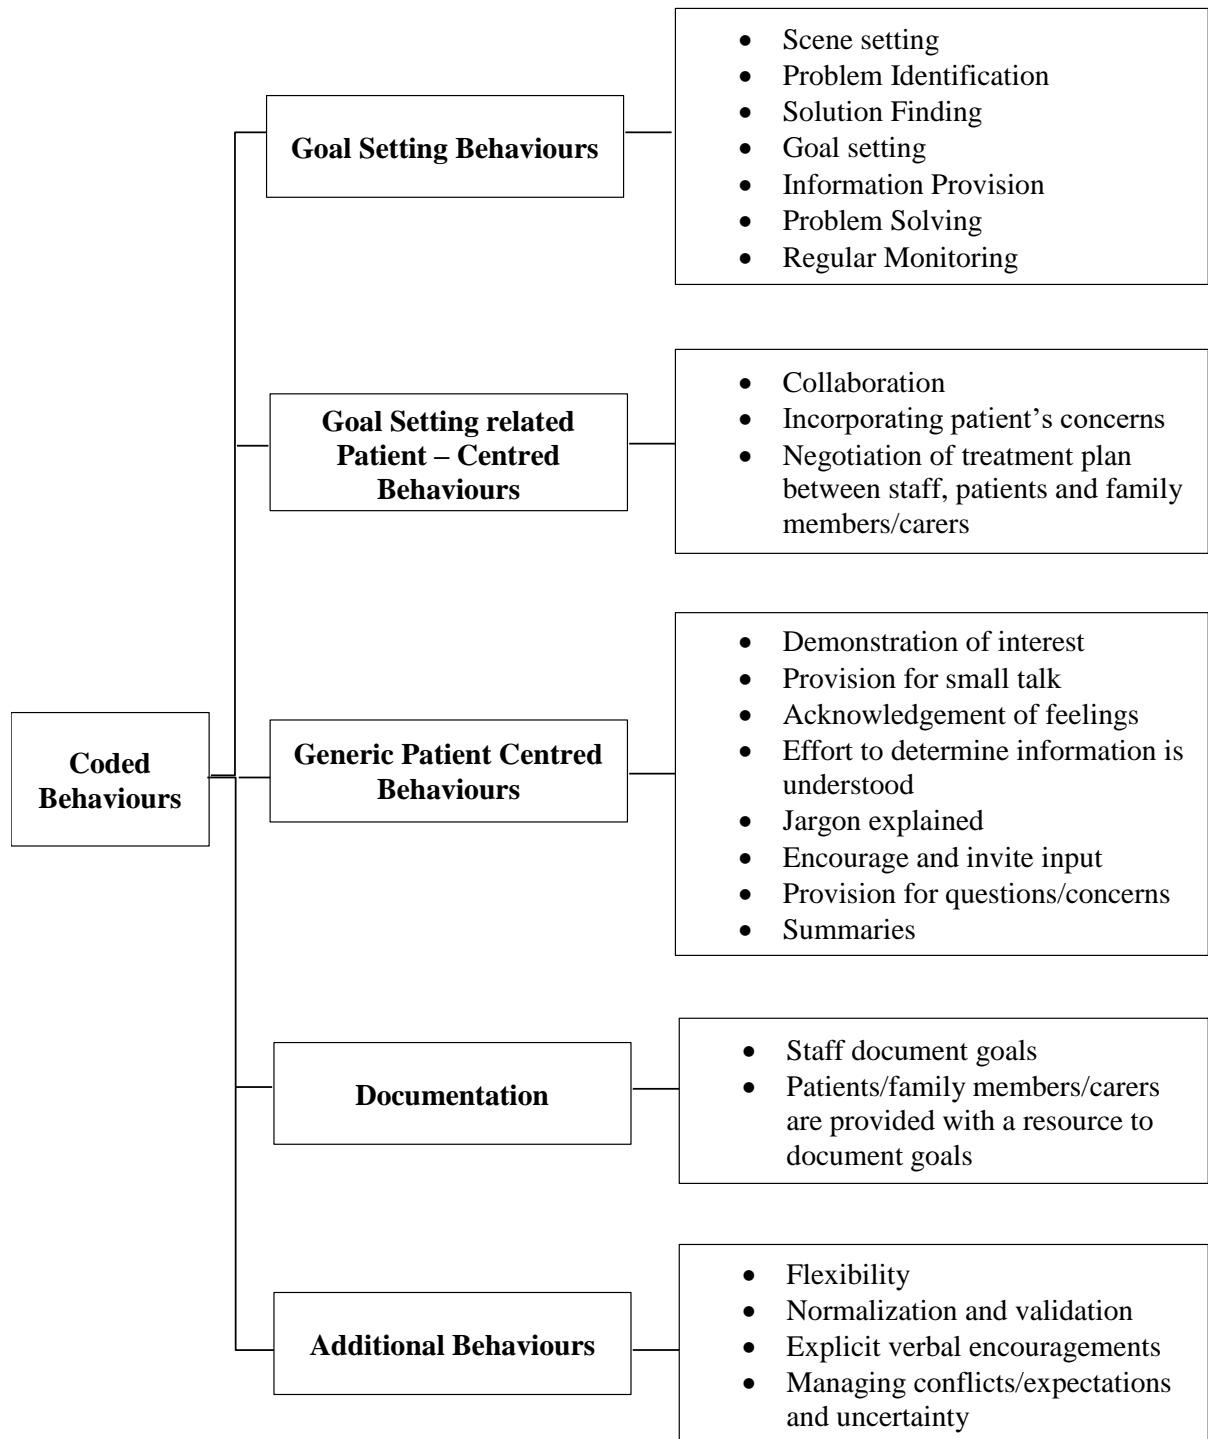 Coded
Behaviours
Goal Setting Behaviours
• Scene setting
• Problem Identification
• Solution Finding
• Goal setting
• Information Provision
• Problem Solving
• Regular Monitoring
Goal Setting related
Patient – Centred
Behaviours
• Collaboration
• Incorporating patient’s concerns
• Negotiation of treatment plan
between staff, patients and family
members/carers
Generic Patient Centred
Behaviours
• Demonstration of interest
• Provision for small talk
• Acknowledgement of feelings
• Effort to determine information is
understood
• Jargon explained
• Encourage and invite input
• Provision for questions/concerns
• Summaries
Documentation
• Staff document goals
• Patients/family members/carers
are provided with a resource to
document goals
Additional Behaviours
• Flexibility
• Normalization and validation
• Explicit verbal encouragements
• Managing conflicts/expectations
and uncertainty